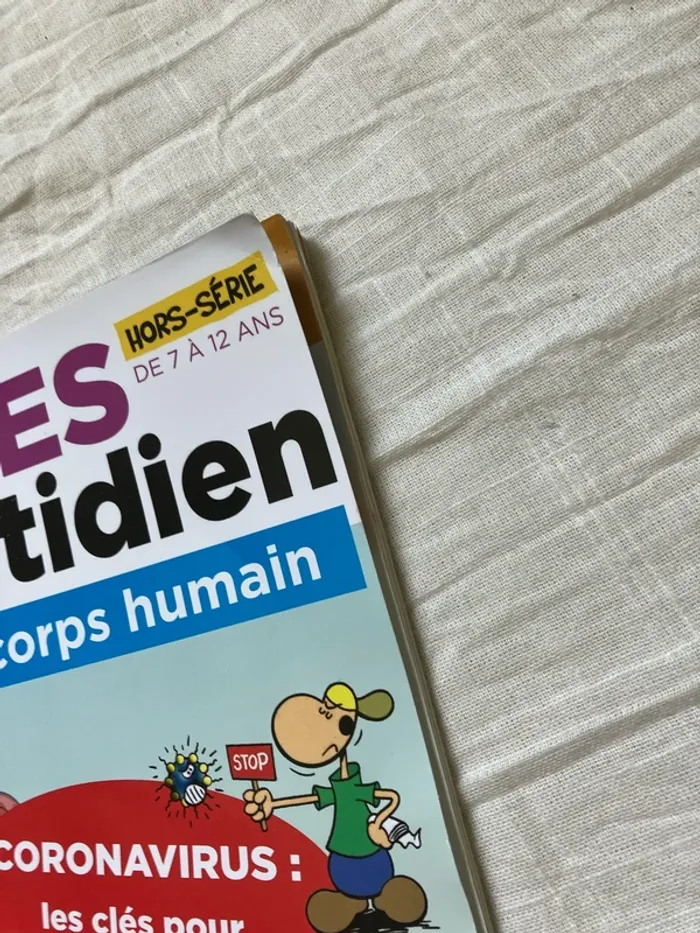 HORS-SÉRIE
DE 7 À 12 ANS
ES
tidien
corps humain
STOP
CORONAVIRUS :
les clés pour